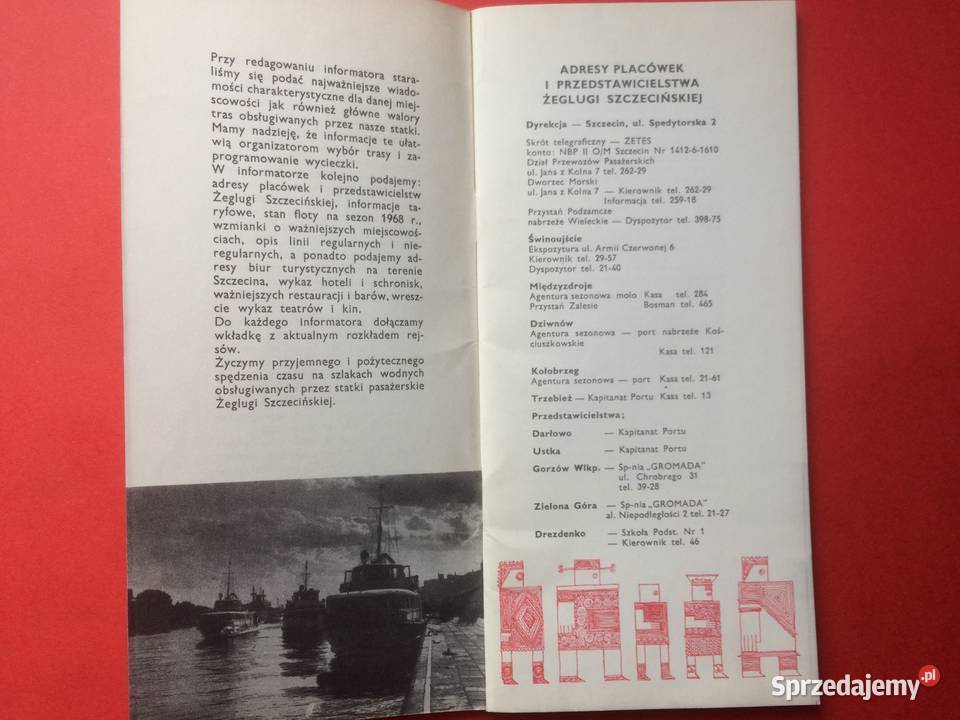 Przy redagowaniu informatora stara-
liśmy się podać najważniejsze wiado-
mości charakterystyczne dla danej miej-
scowości jak również główne walory
tras obsługiwanych przez nasze statki.
Mamy nadzieję, że informacje te ułat-
wią organizatorom wybór trasy i za-
programowanie wycieczki.
W informatorze kolejno podajemy:
adresy placówek i przedstawicielstw
Żeglugi Szczecińskiej, informacje ta-
ryfowe, stan floty na sezon 1968 r.,
wzmianki o ważniejszych miejscowoś-
ciach, opis linii regularnych i nie-
regularnych, a ponadto podajemy ad-
resy biur turystycznych na terenie
Szczecina, wykaz hoteli i schronisk,
ważniejszych restauracji i barów, wresz-
cie wykaz teatrów i kin.
Do każdego informatora dołączamy
wkładkę z aktualnym rozkładem rej-
sów.
Życzymy przyjemnego i pożytecznego
spędzenia czasu na szlakach wodnych
obsługiwanych przez statki pasażerskie
Żeglugi Szczecińskiej.
ADRESY PLACÓWEK
I PRZEDSTAWICIELSTWA
ŻEGLUGI SZCZECIŃSKIEJ
Dyrekcja — Szczecin, ul. Spedytorska 2
Skrót telegraficzny — ZETES
konto: NBP II O/M Szczecin Nr 1412-6-1610
Dział Przewozów Pasażerskich
ul. Jana z Kolna 7 tel. 262-29
Dworzec Morski
ul. Jana z Kolna 7 — Kierownik tel. 262-29
Informacja tel. 259-18
Przystań Podzamcze
nabrzeże Wieleckie — Dyspozytor tel. 398-75
Świnoujście
Ekspozytura ul. Armii Czerwonej 6
Kierownik tel. 29-57
Dyspozytor tel. 21-40
Międzyzdroje
Agentura sezonowa molo Kasa tel. 284
Przystań Zalesie Bosman tel. 465
Dziwnów
Agentura sezonowa — port nabrzeże Koś-
ciuszkowskie
Kasa tel. 121
Kołobrzeg
Agentura sezonowa — port Kasa tel. 21-61
Trzebież — Kapitanat Portu Kasa tel. 13
Przedstawicielstwa;
Darłowo — Kapitanat Portu
Ustka — Kapitanat Portu
Gorzów Wlkp. — Sp-nia „GROMADA"
ul. Chrobrego 31
tel. 39-28
Zielona Góra — Sp-nia „GROMADA"
al. Niepodległości 2 tel. 21-27
Drezdenko — Szkoła Podst. Nr 1
— Kierownik tel. 46
Sprzedajemy.pl